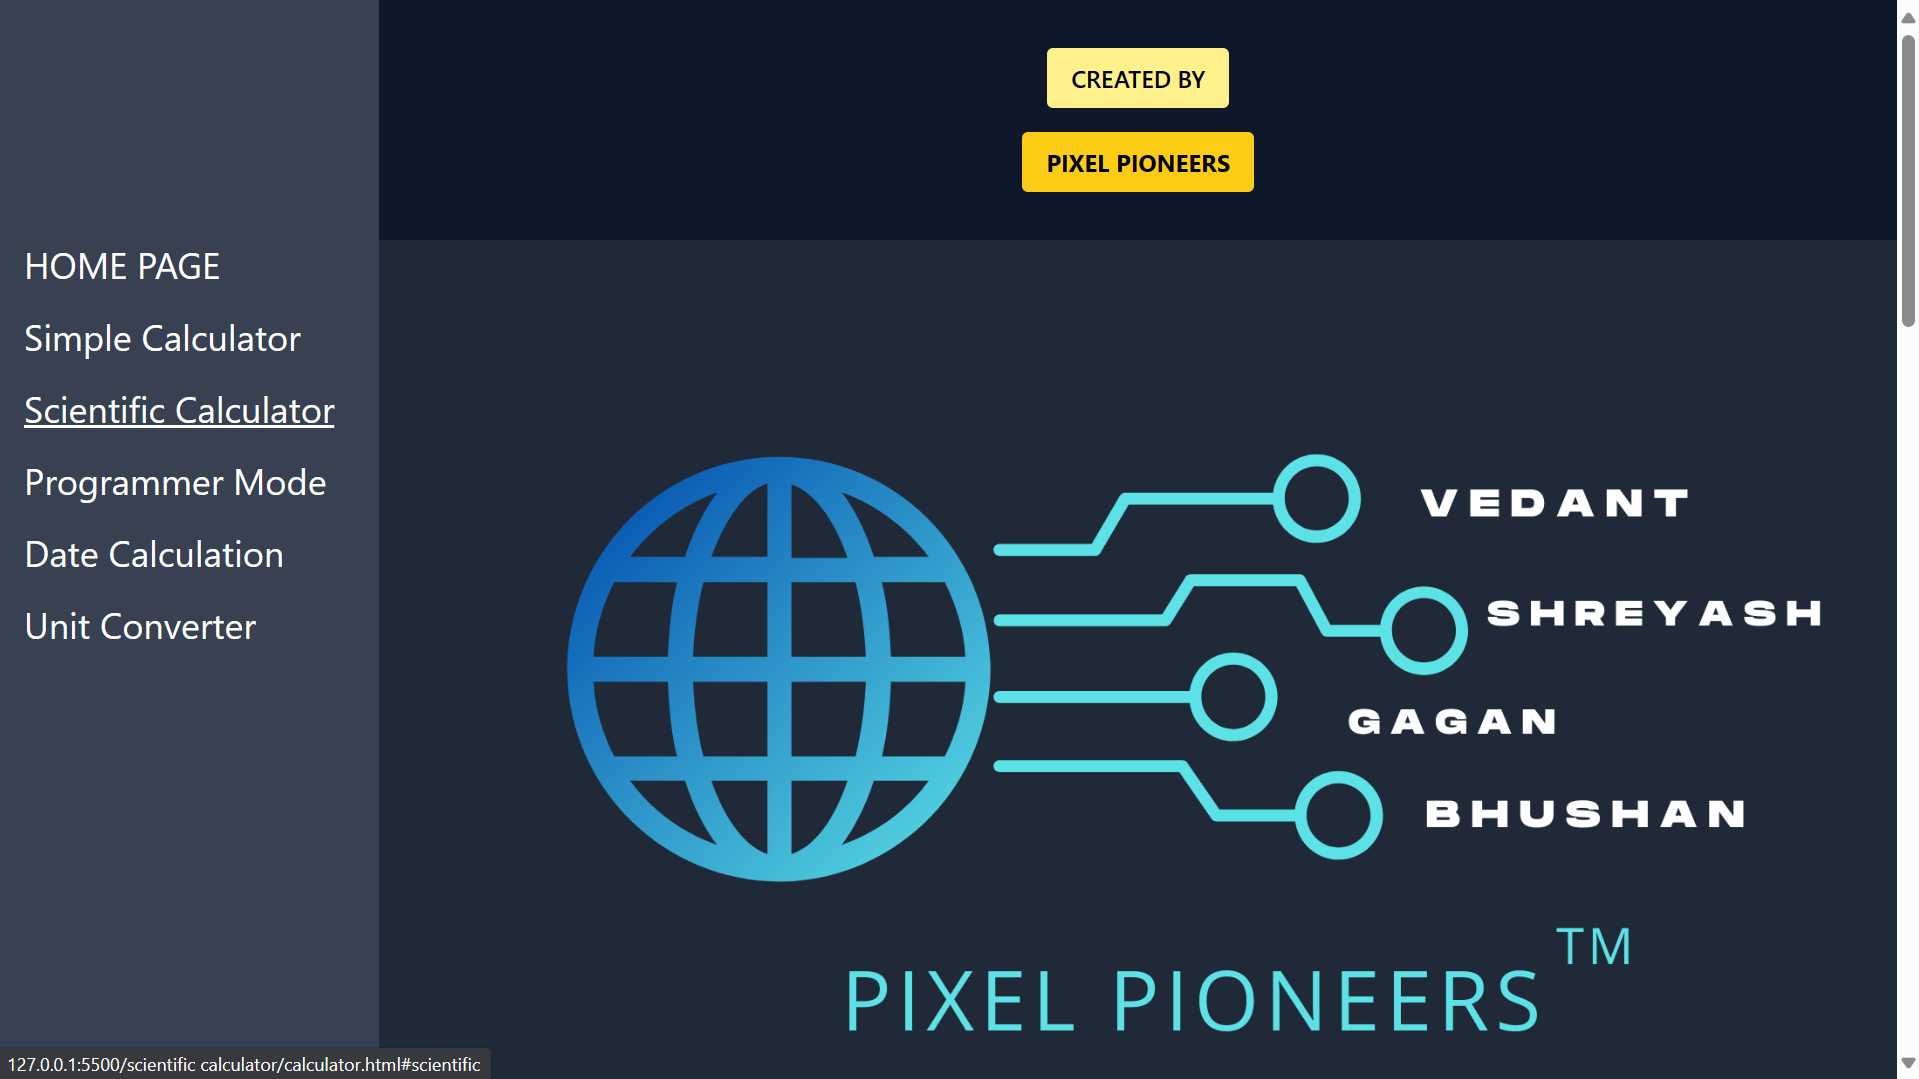 CREATED BY
PIXEL PIONEERS
HOME PAGE
Simple Calculator
Scientific Calculator
Programmer Mode
Date Calculation
Unit Converter
VEDANT
SHREYASH
GAGAN
BHUSHAN
PIXEL PIONEERS TM
127.0.0.1:5500/scientific calculator/calculator.html#scientific